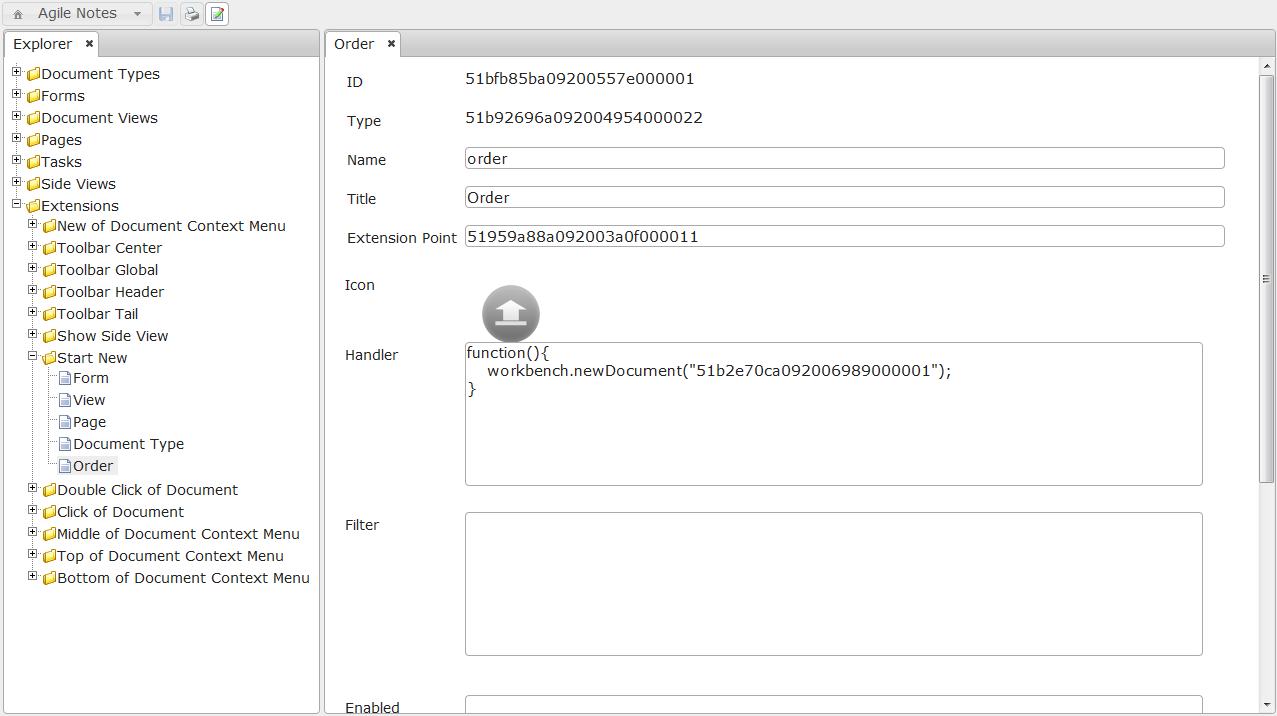 Agile Notes
Explorer
Document Types
Forms
Document Views
Pages
Tasks
Side Views
Extensions
New of Document Context Menu
Toolbar Center
Toolbar Global
Toolbar Header
Toolbar Tail
Show Side View
Start New
Form
View
Page
Document Type
Order
Double Click of Document
Click of Document
Middle of Document Context Menu
Top of Document Context Menu
Bottom of Document Context Menu
Order
ID 51bfb85ba09200557e000001
Type 51b92696a092004954000022
Name order
Title Order
Extension Point 51959a88a092003a0f000011
Icon
Handler
function(){
workbench.newDocument("51b2e70ca092006989000001");
}
Filter
Enabled